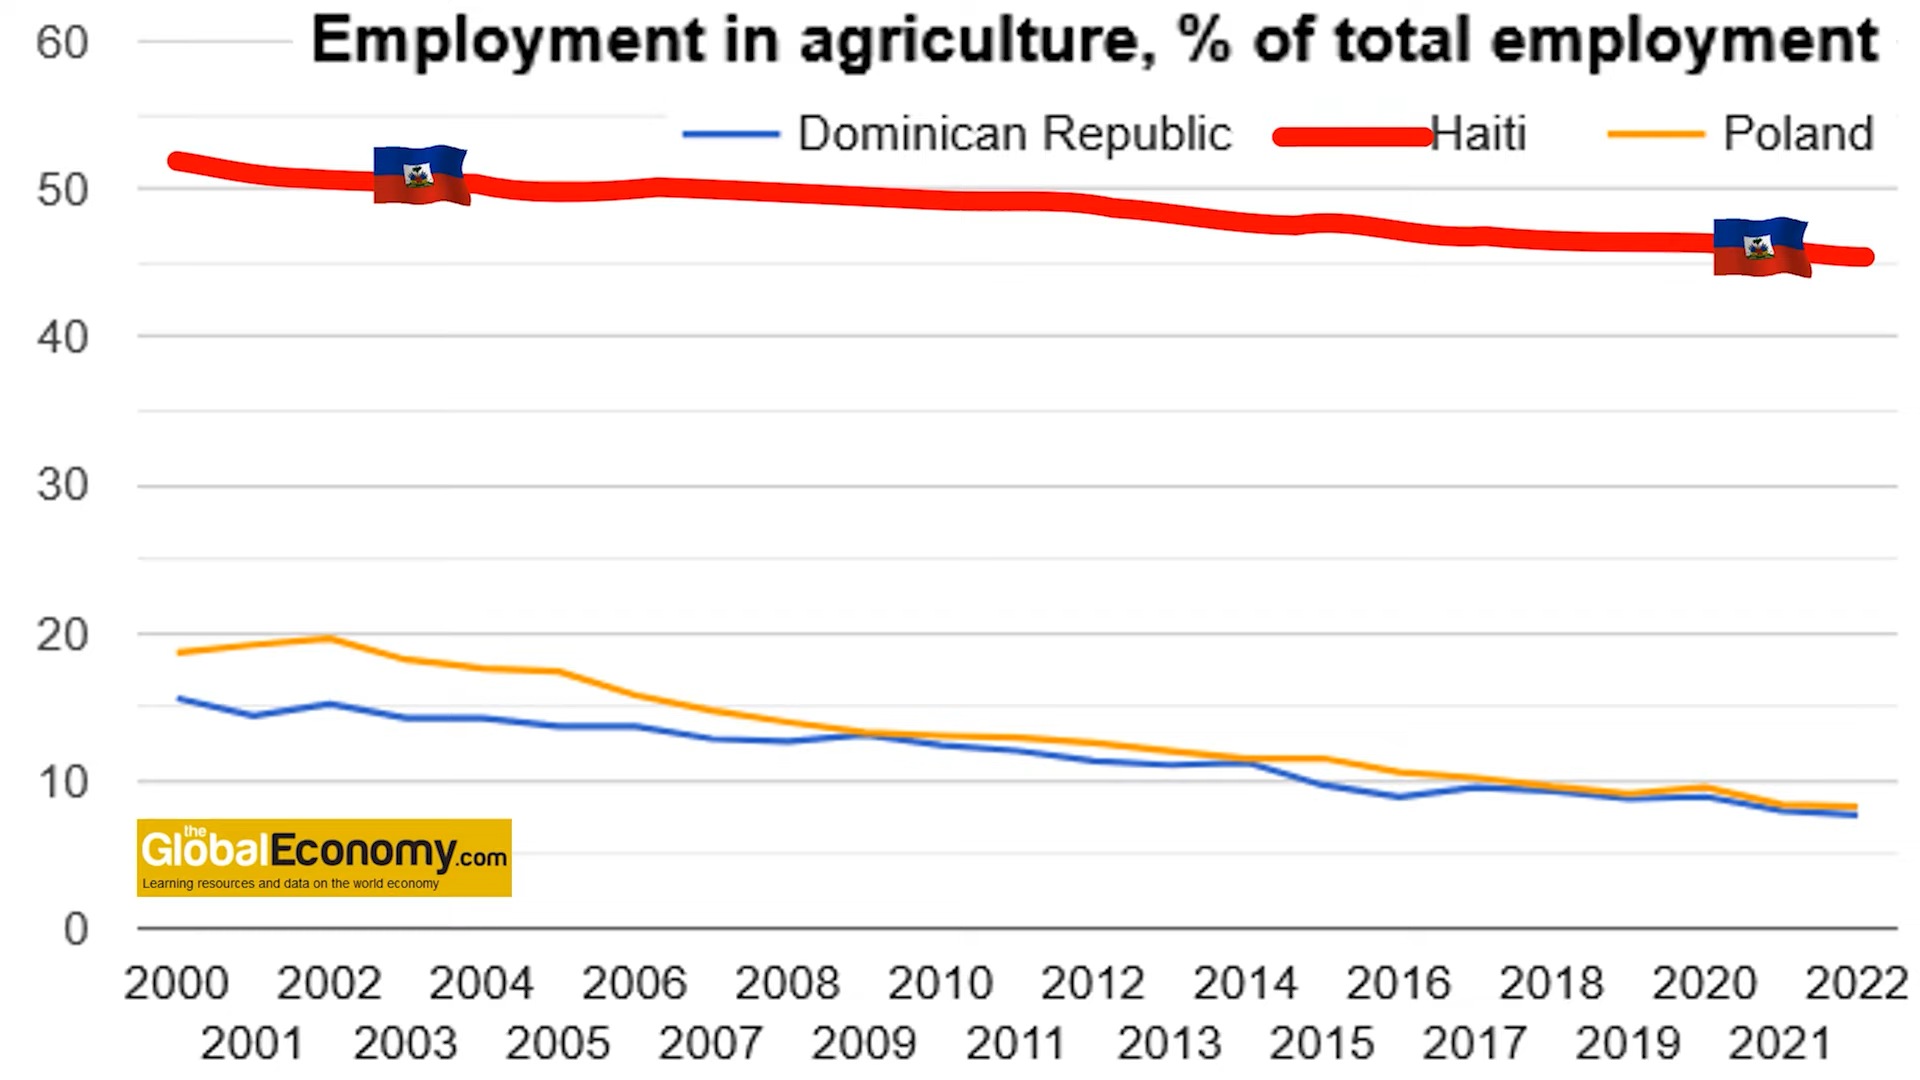 Employment in agriculture, % of total employment
Dominican Republic Haiti Poland
60
50
40
30
20
10
0
the
GlobalEconomy.com
Learning resources and data on the world economy
2000 2002 2004 2006 2008 2010 2012 2014 2016 2018 2020 2022
2001 2003 2005 2007 2009 2011 2013 2015 2017 2019 2021